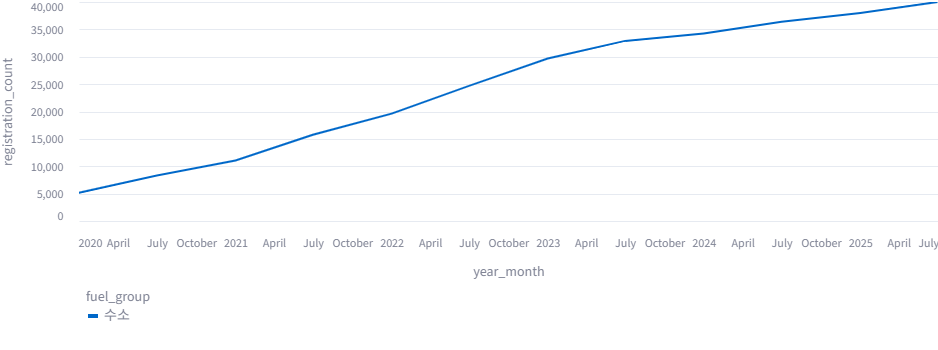 40,000
35,000
30,000
25,000
20,000
15,000
10,000
5,000
0
registration_count
2020 April July October 2021 April July October 2022 April July October 2023 April July October 2024 April July October 2025 April July
year_month
fuel_group
수소